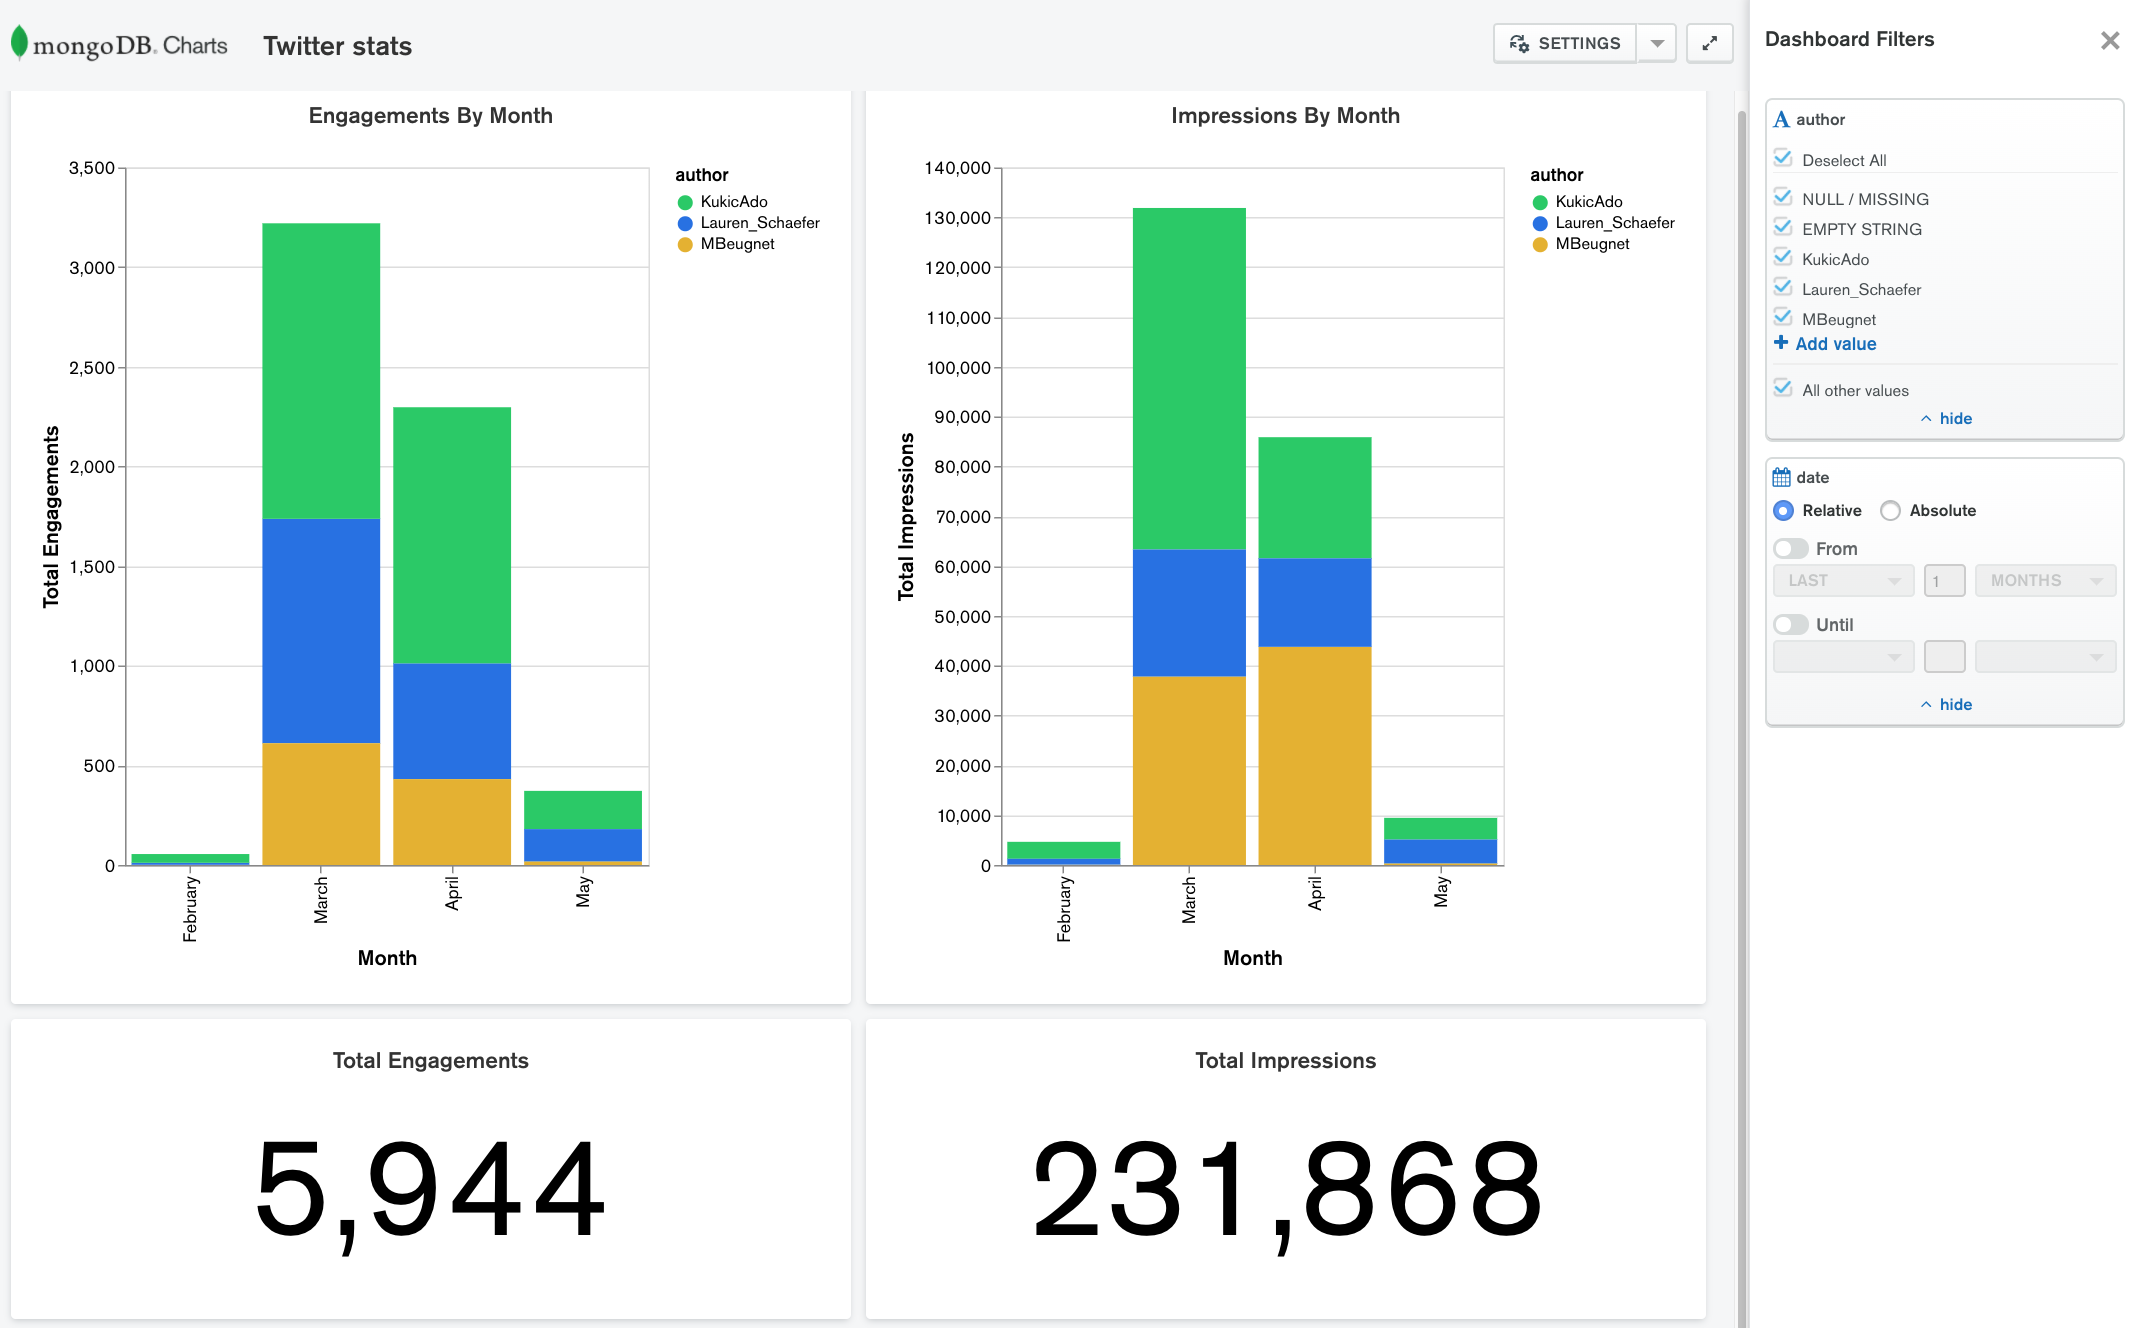 mongoDB. Charts
Twitter stats
SETTINGS
Engagements By Month
3,500
3,000
2,500
2,000
1,500
1,000
500
0
Total Engagements
February
March
April
May
Month
author
KukicAdo
Lauren_Schaefer
MBeugnet
Impressions By Month
140,000
130,000
120,000
110,000
100,000
90,000
80,000
70,000
60,000
50,000
40,000
30,000
20,000
10,000
0
Total Impressions
February
March
April
May
Month
author
KukicAdo
Lauren_Schaefer
MBeugnet
Total Engagements
5,944
Total Impressions
231,868
Dashboard Filters
A author
Deselect All
NULL / MISSING
EMPTY STRING
KukicAdo
Lauren_Schaefer
MBeugnet
+ Add value
All other values
hide
date
Relative Absolute
From
LAST 1 MONTHS
Until
hide